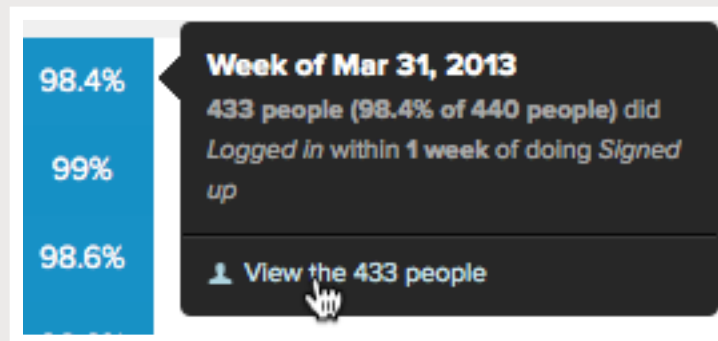 98.4%
99%
98.6%
Week of Mar 31, 2013
433 people (98.4% of 440 people) did
Logged in within 1 week of doing Signed
up
View the 433 people